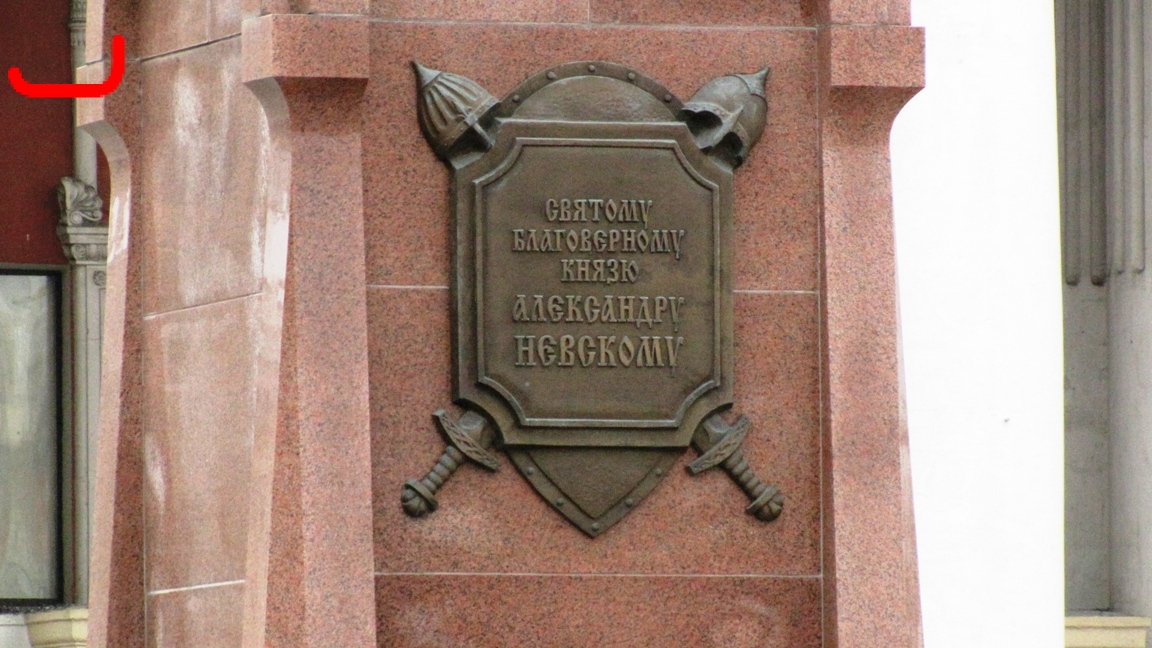 СВЯТОМУ
БЛАГОВЕРНОМУ
КНЯЗЮ
АЛЕКСАНДРУ
НЕВСКОМУ